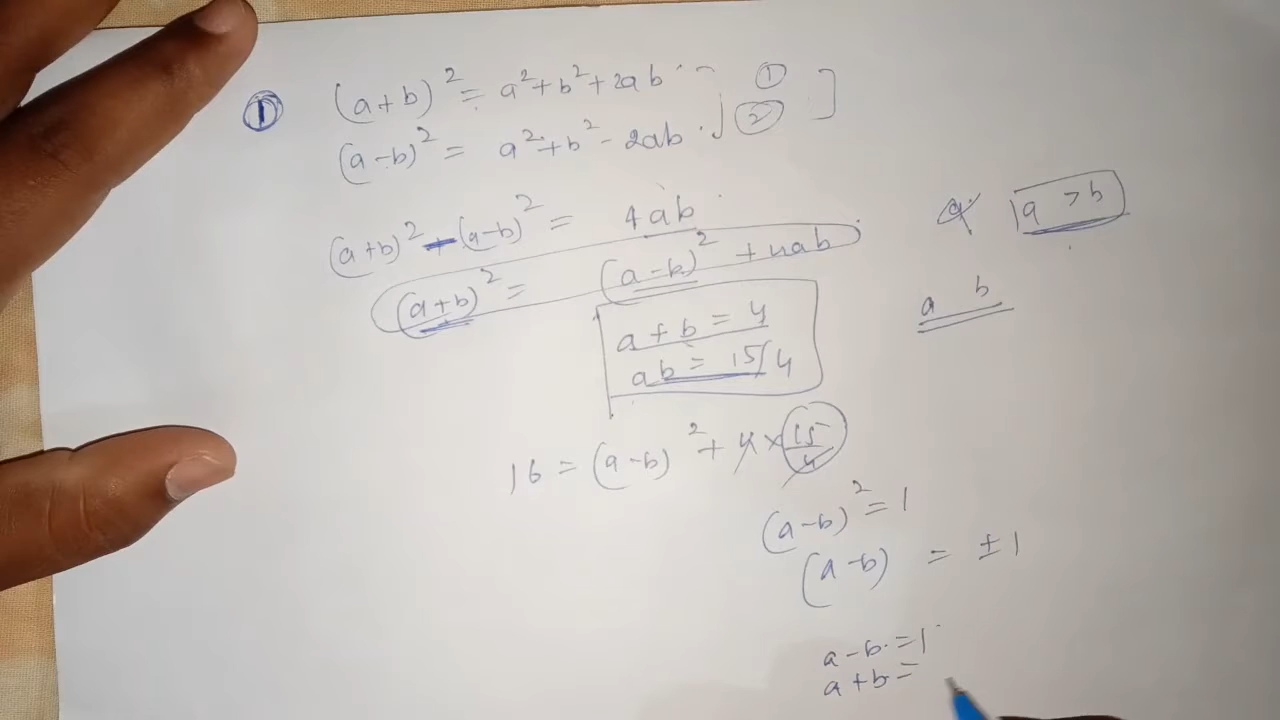 ① (a+b)² = a²+b²+2ab ①
(a-b)² = a²+b²-2ab ②
(a+b)² - (a-b)² = 4ab
a > b
(a+b)² = (a-b)² + 4ab
a b
a + b = 4
ab = 15/4
16 = (a-b)² + 4 × 15/4
(a-b)² = 1
(a-b) = ±1
a-b = 1
a+b =